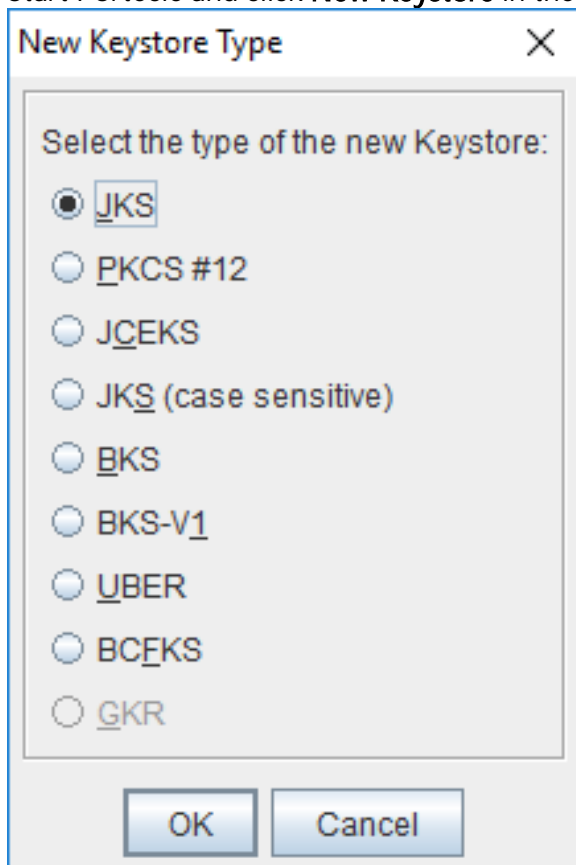 New Keystore Type
Select the type of the new Keystore:
JKS
PKCS #12
JCEKS
JKS (case sensitive)
BKS
BKS-V1
UBER
BCFKS
GKR
OK Cancel